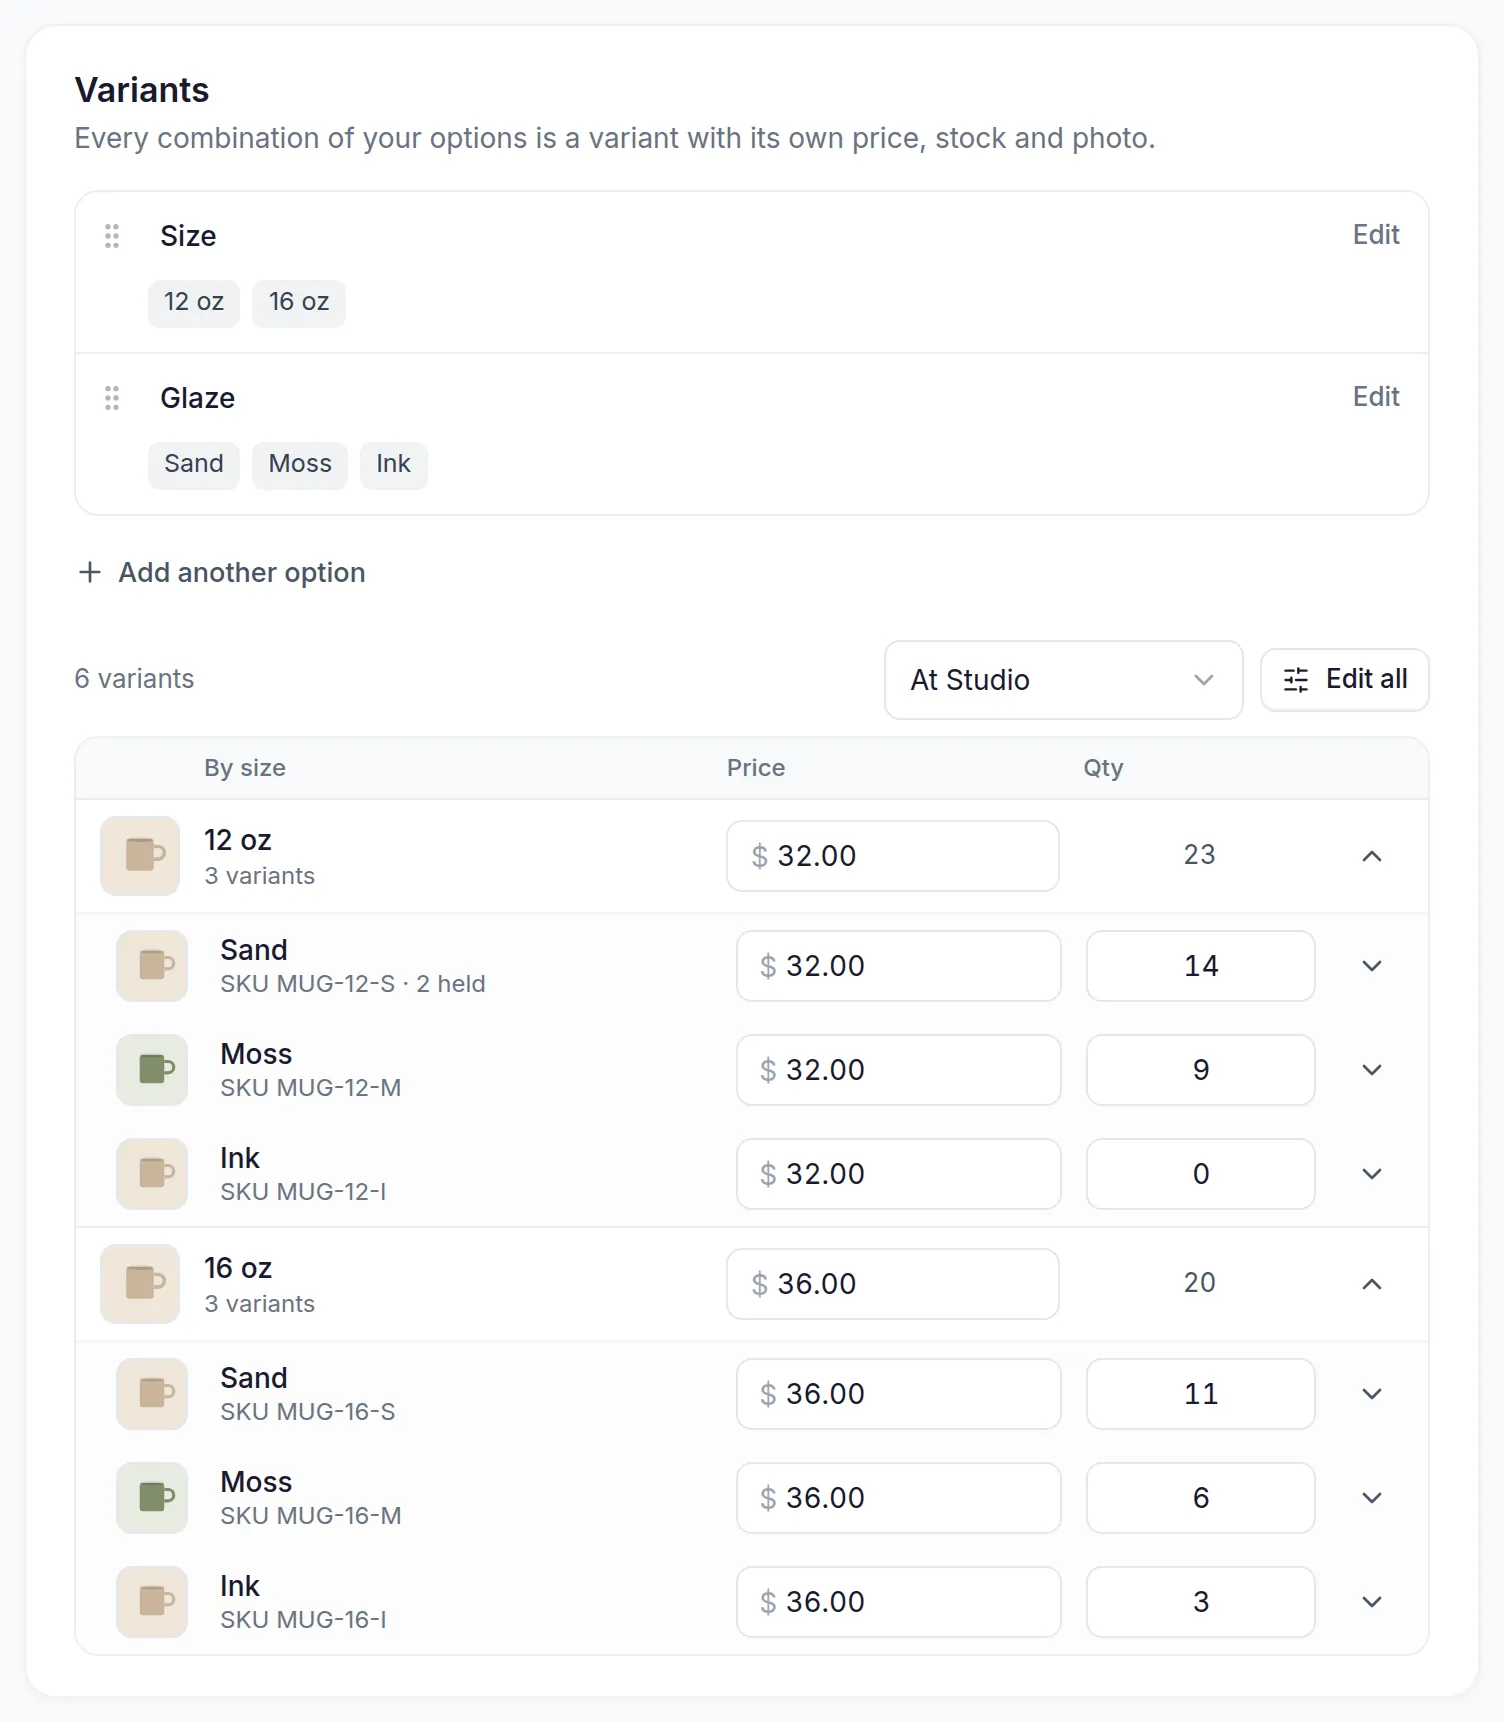 Variants
Every combination of your options is a variant with its own price, stock and photo.
Size
Edit
12 oz
16 oz
Glaze
Edit
Sand
Moss
Ink
Add another option
6 variants
At Studio
Edit all
By size
Price
Qty
12 oz
3 variants
$ 32.00
23
Sand
SKU MUG-12-S · 2 held
$ 32.00
14
Moss
SKU MUG-12-M
$ 32.00
9
Ink
SKU MUG-12-I
$ 32.00
0
16 oz
3 variants
$ 36.00
20
Sand
SKU MUG-16-S
$ 36.00
11
Moss
SKU MUG-16-M
$ 36.00
6
Ink
SKU MUG-16-I
$ 36.00
3